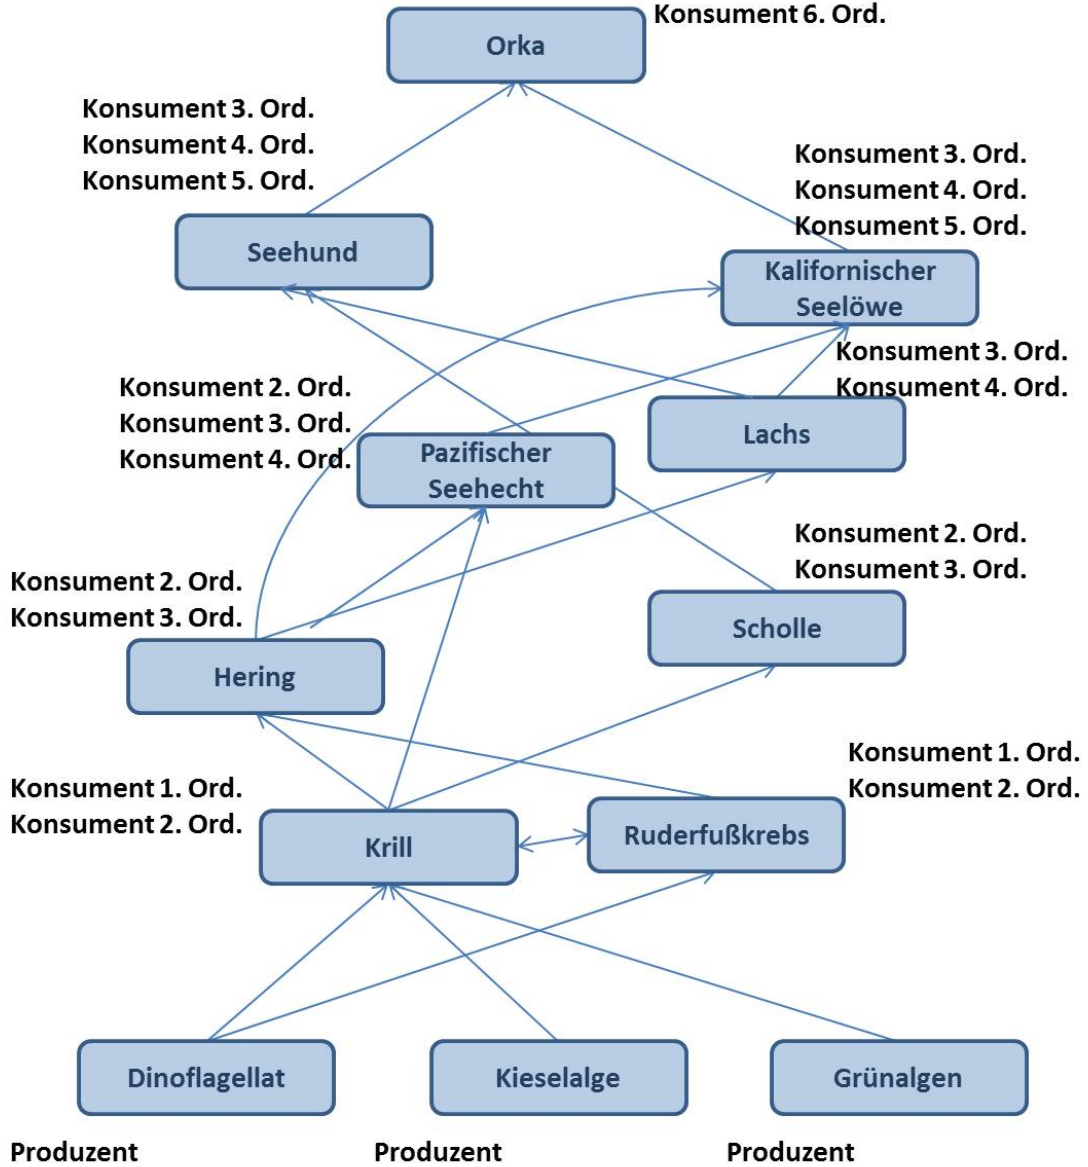 Konsument 6. Ord.
Orka
Konsument 3. Ord.
Konsument 4. Ord.
Konsument 5. Ord.
Konsument 3. Ord.
Konsument 4. Ord.
Konsument 5. Ord.
Seehund
Kalifornischer
Seelöwe
Konsument 3. Ord.
Konsument 4. Ord.
Konsument 2. Ord.
Konsument 3. Ord.
Konsument 4. Ord.
Lachs
Pazifischer
Seehecht
Konsument 2. Ord.
Konsument 3. Ord.
Konsument 2. Ord.
Konsument 3. Ord.
Scholle
Hering
Konsument 1. Ord.
Konsument 2. Ord.
Konsument 1. Ord.
Konsument 2. Ord.
Krill
Ruderfußkrebs
Dinoflagellat
Kieselalge
Grünalgen
Produzent
Produzent
Produzent